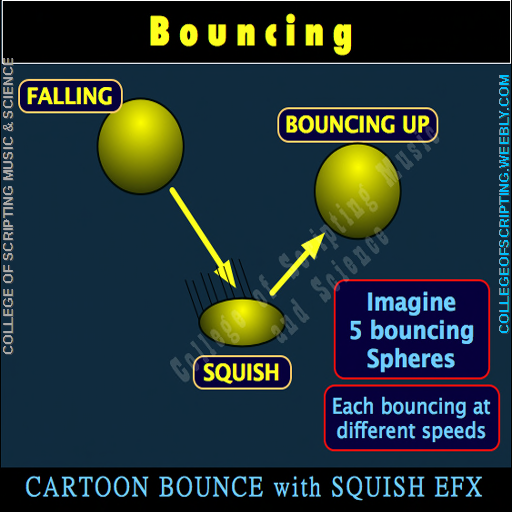 Bouncing
COLLEGE OF SCRIPTING MUSIC & SCIENCE
COLLEGEOFSCRIPTING.WEEBLY.COM
FALLING
BOUNCING UP
College of Scripting Music
and Science
SQUISH
Imagine
5 bouncing
Spheres
Each bouncing at
different speeds
CARTOON BOUNCE with SQUISH EFX